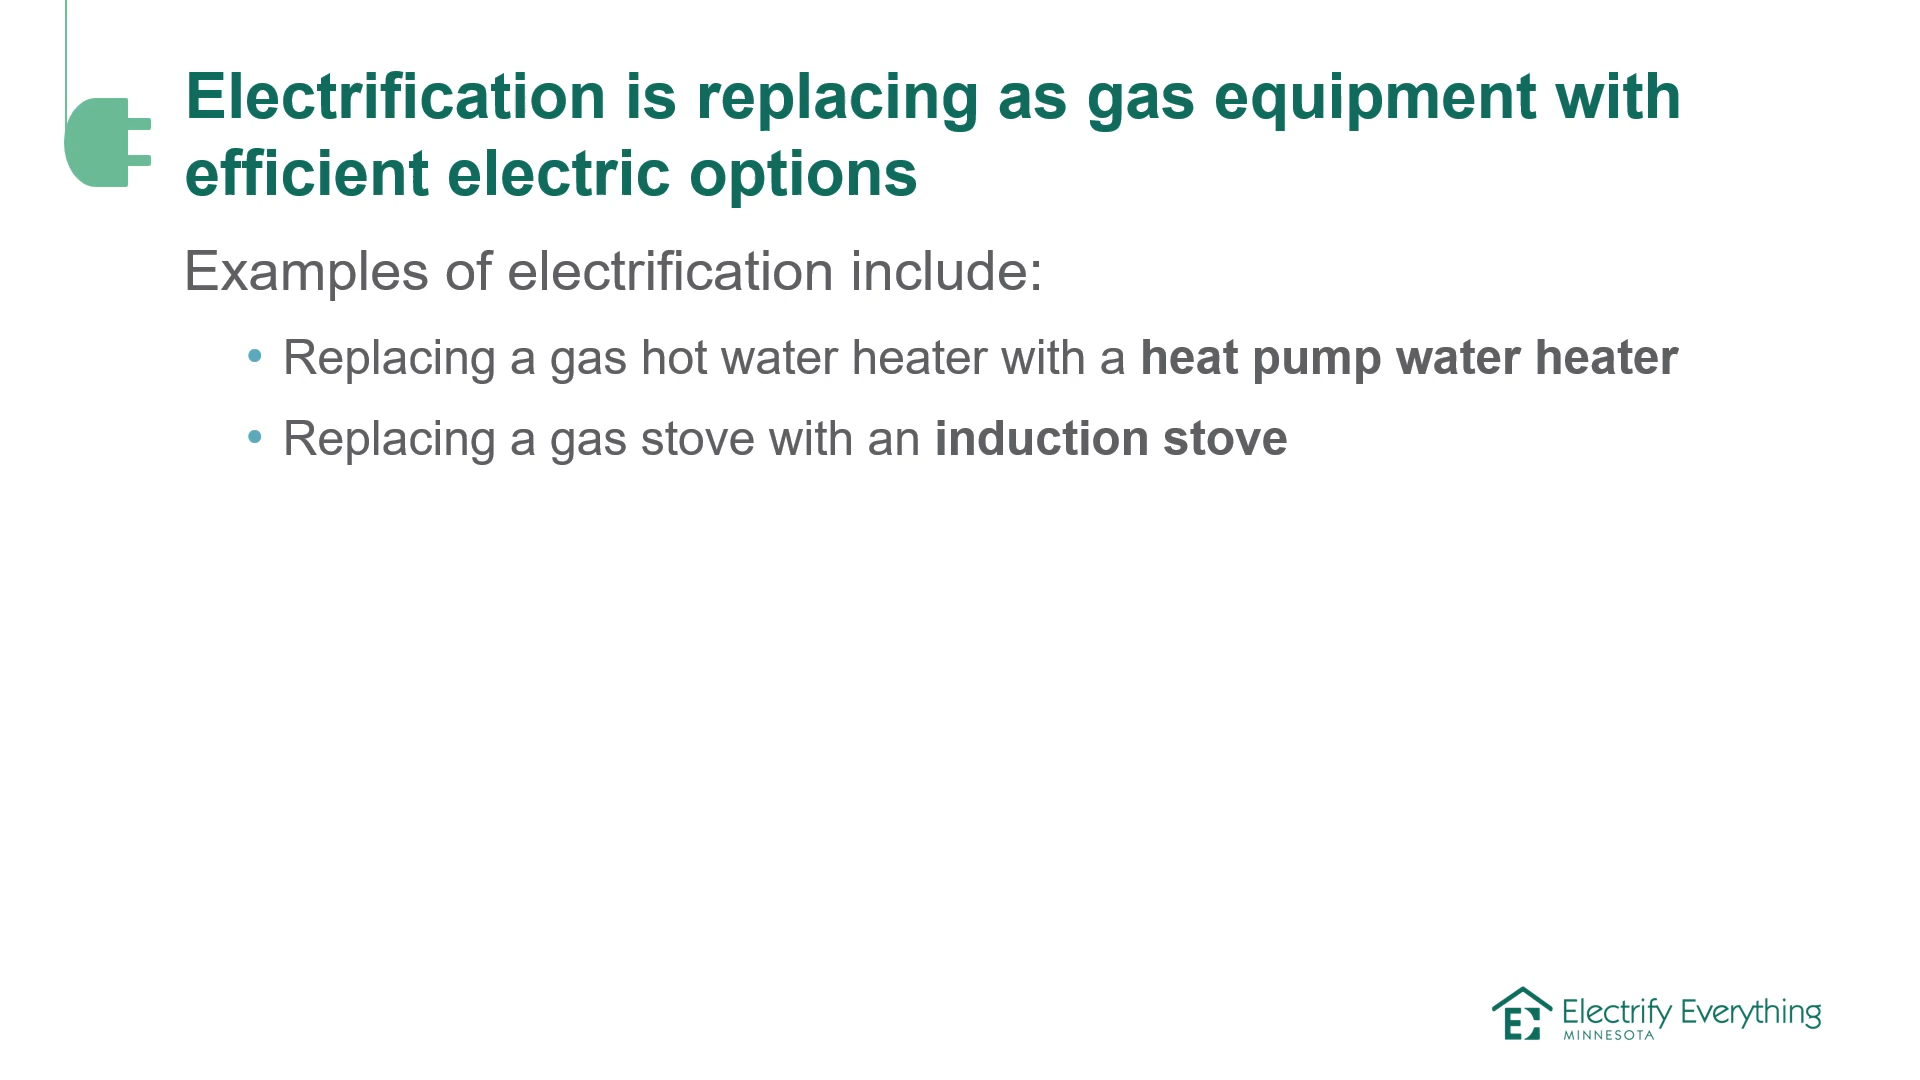 Electrification is replacing as gas equipment with
efficient electric options
Examples of electrification include:
• Replacing a gas hot water heater with a heat pump water heater
• Replacing a gas stove with an induction stove
Electrify Everything
MINNESOTA